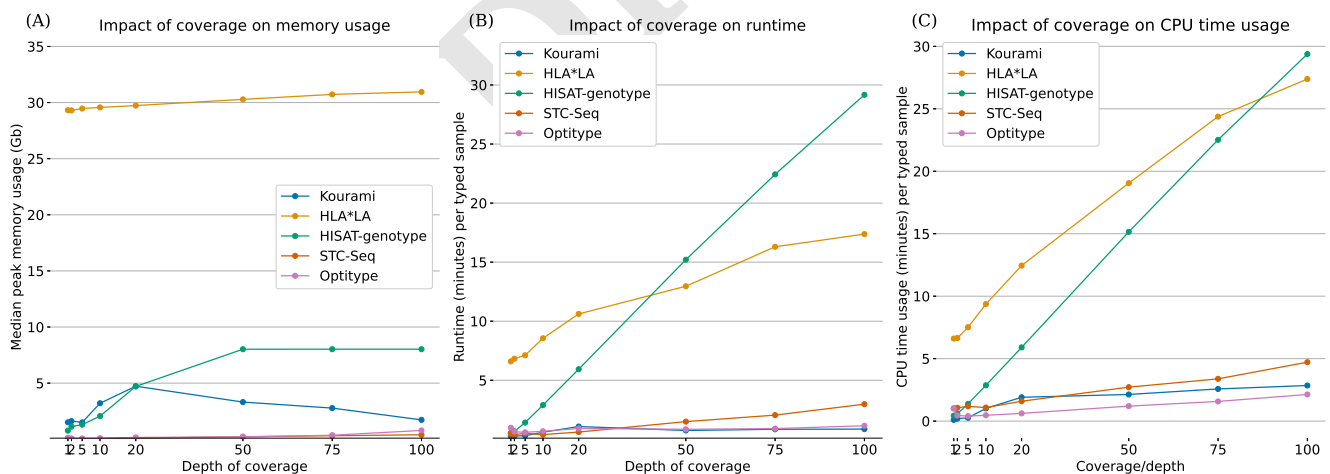 (A)
Impact of coverage on memory usage
Median peak memory usage (Gb)
35
30
25
20
15
10
5
Kourami
HLA*LA
HISAT-genotype
STC-Seq
Optitype
1 2 5 10 20 50 75 100
Depth of coverage
(B)
Impact of coverage on runtime
Runtime (minutes) per typed sample
30
25
20
15
10
5
Kourami
HLA*LA
HISAT-genotype
STC-Seq
Optitype
1 2 5 10 20 50 75 100
Depth of coverage
(C)
Impact of coverage on CPU time usage
CPU time usage (minutes) per typed sample
30
25
20
15
10
5
0
Kourami
HLA*LA
HISAT-genotype
STC-Seq
Optitype
1 2 5 10 20 50 75 100
Coverage/depth